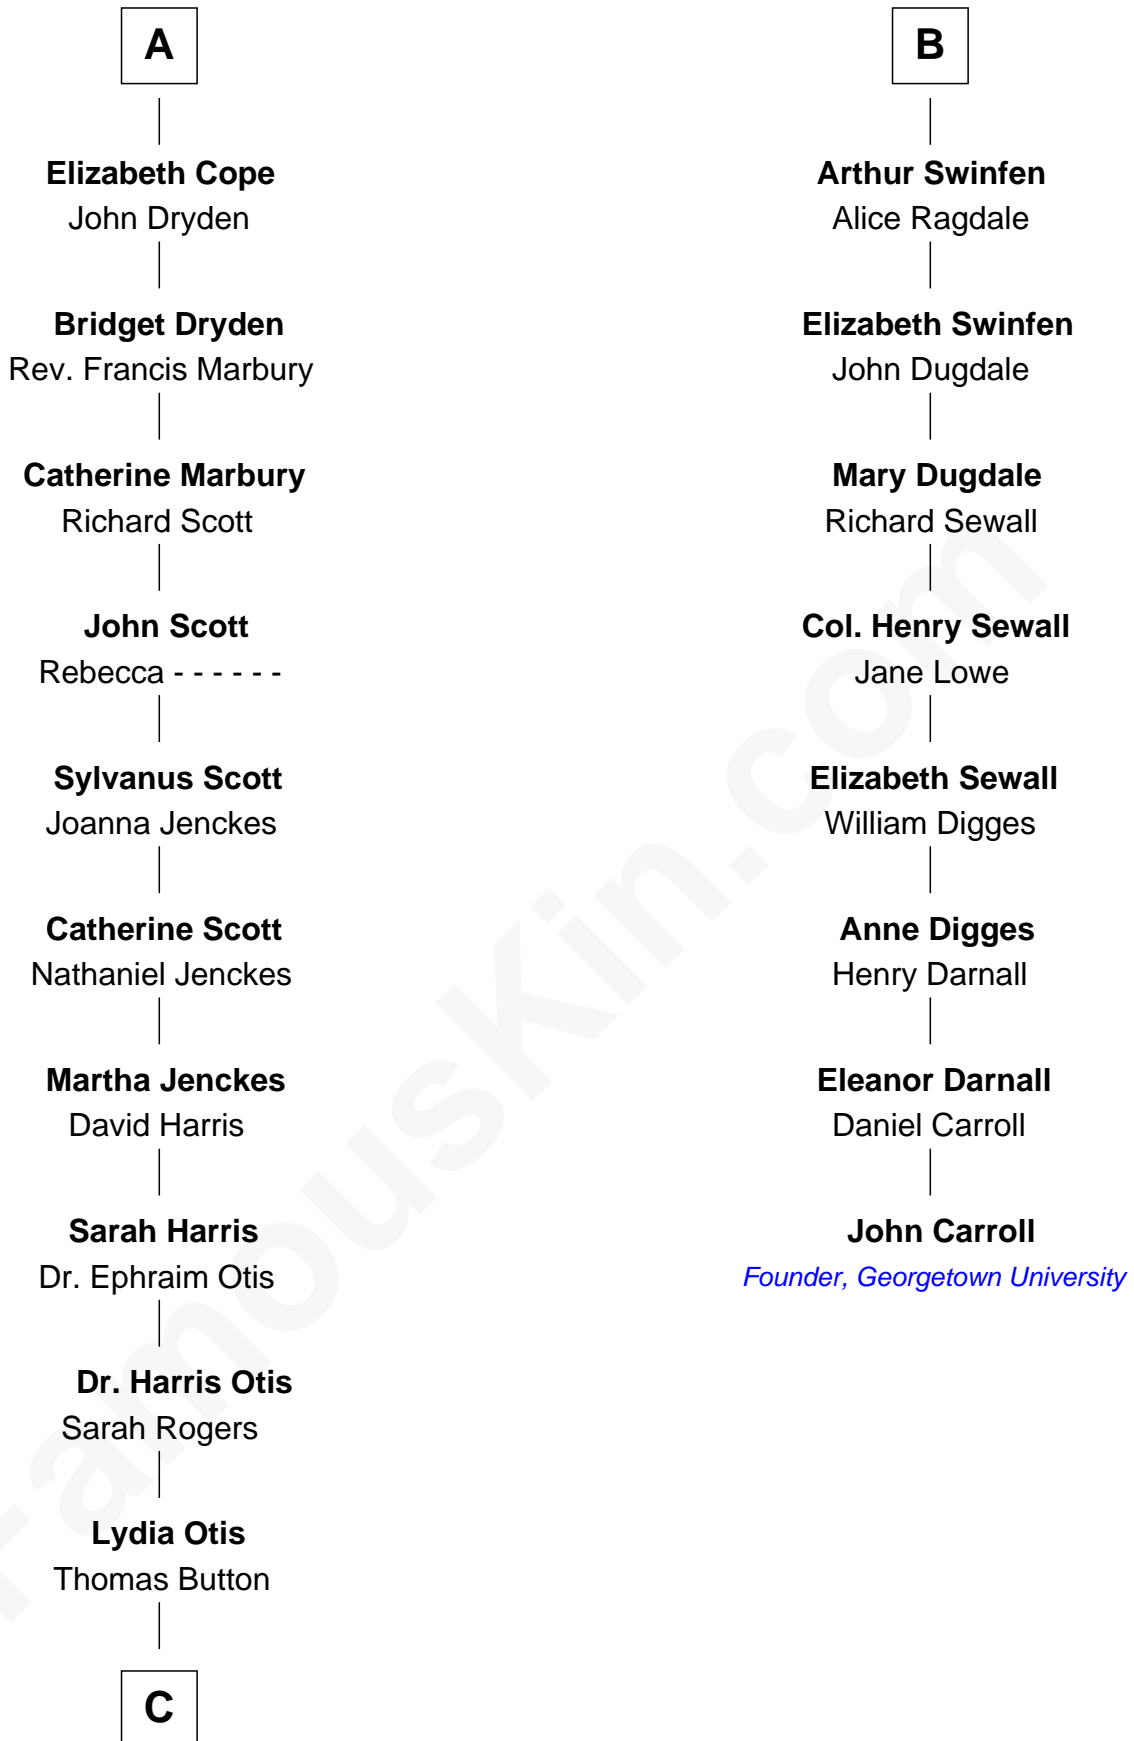 A
Elizabeth Cope
John Dryden
Bridget Dryden
Rev. Francis Marbury
Catherine Marbury
Richard Scott
John Scott
Rebecca - - - - - -
Sylvanus Scott
Joanna Jenckes
Catherine Scott
Nathaniel Jenckes
Martha Jenckes
David Harris
Sarah Harris
Dr. Ephraim Otis
Dr. Harris Otis
Sarah Rogers
Lydia Otis
Thomas Button
C
B
Arthur Swinfen
Alice Ragdale
Elizabeth Swinfen
John Dugdale
Mary Dugdale
Richard Sewall
Col. Henry Sewall
Jane Lowe
Elizabeth Sewall
William Digges
Anne Digges
Henry Darnall
Eleanor Darnall
Daniel Carroll
John Carroll
Founder, Georgetown University
FamousKin.com